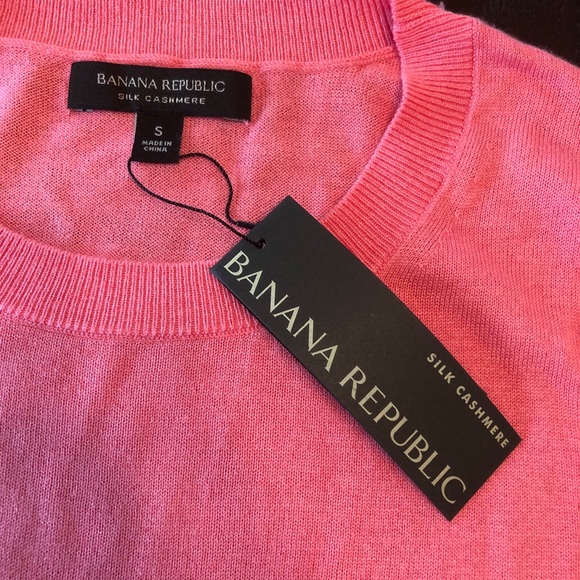 BANANA REPUBLIC
SILK CASHMERE
S
MADE IN
CHINA
BANANA REPUBLIC
SILK CASHMERE